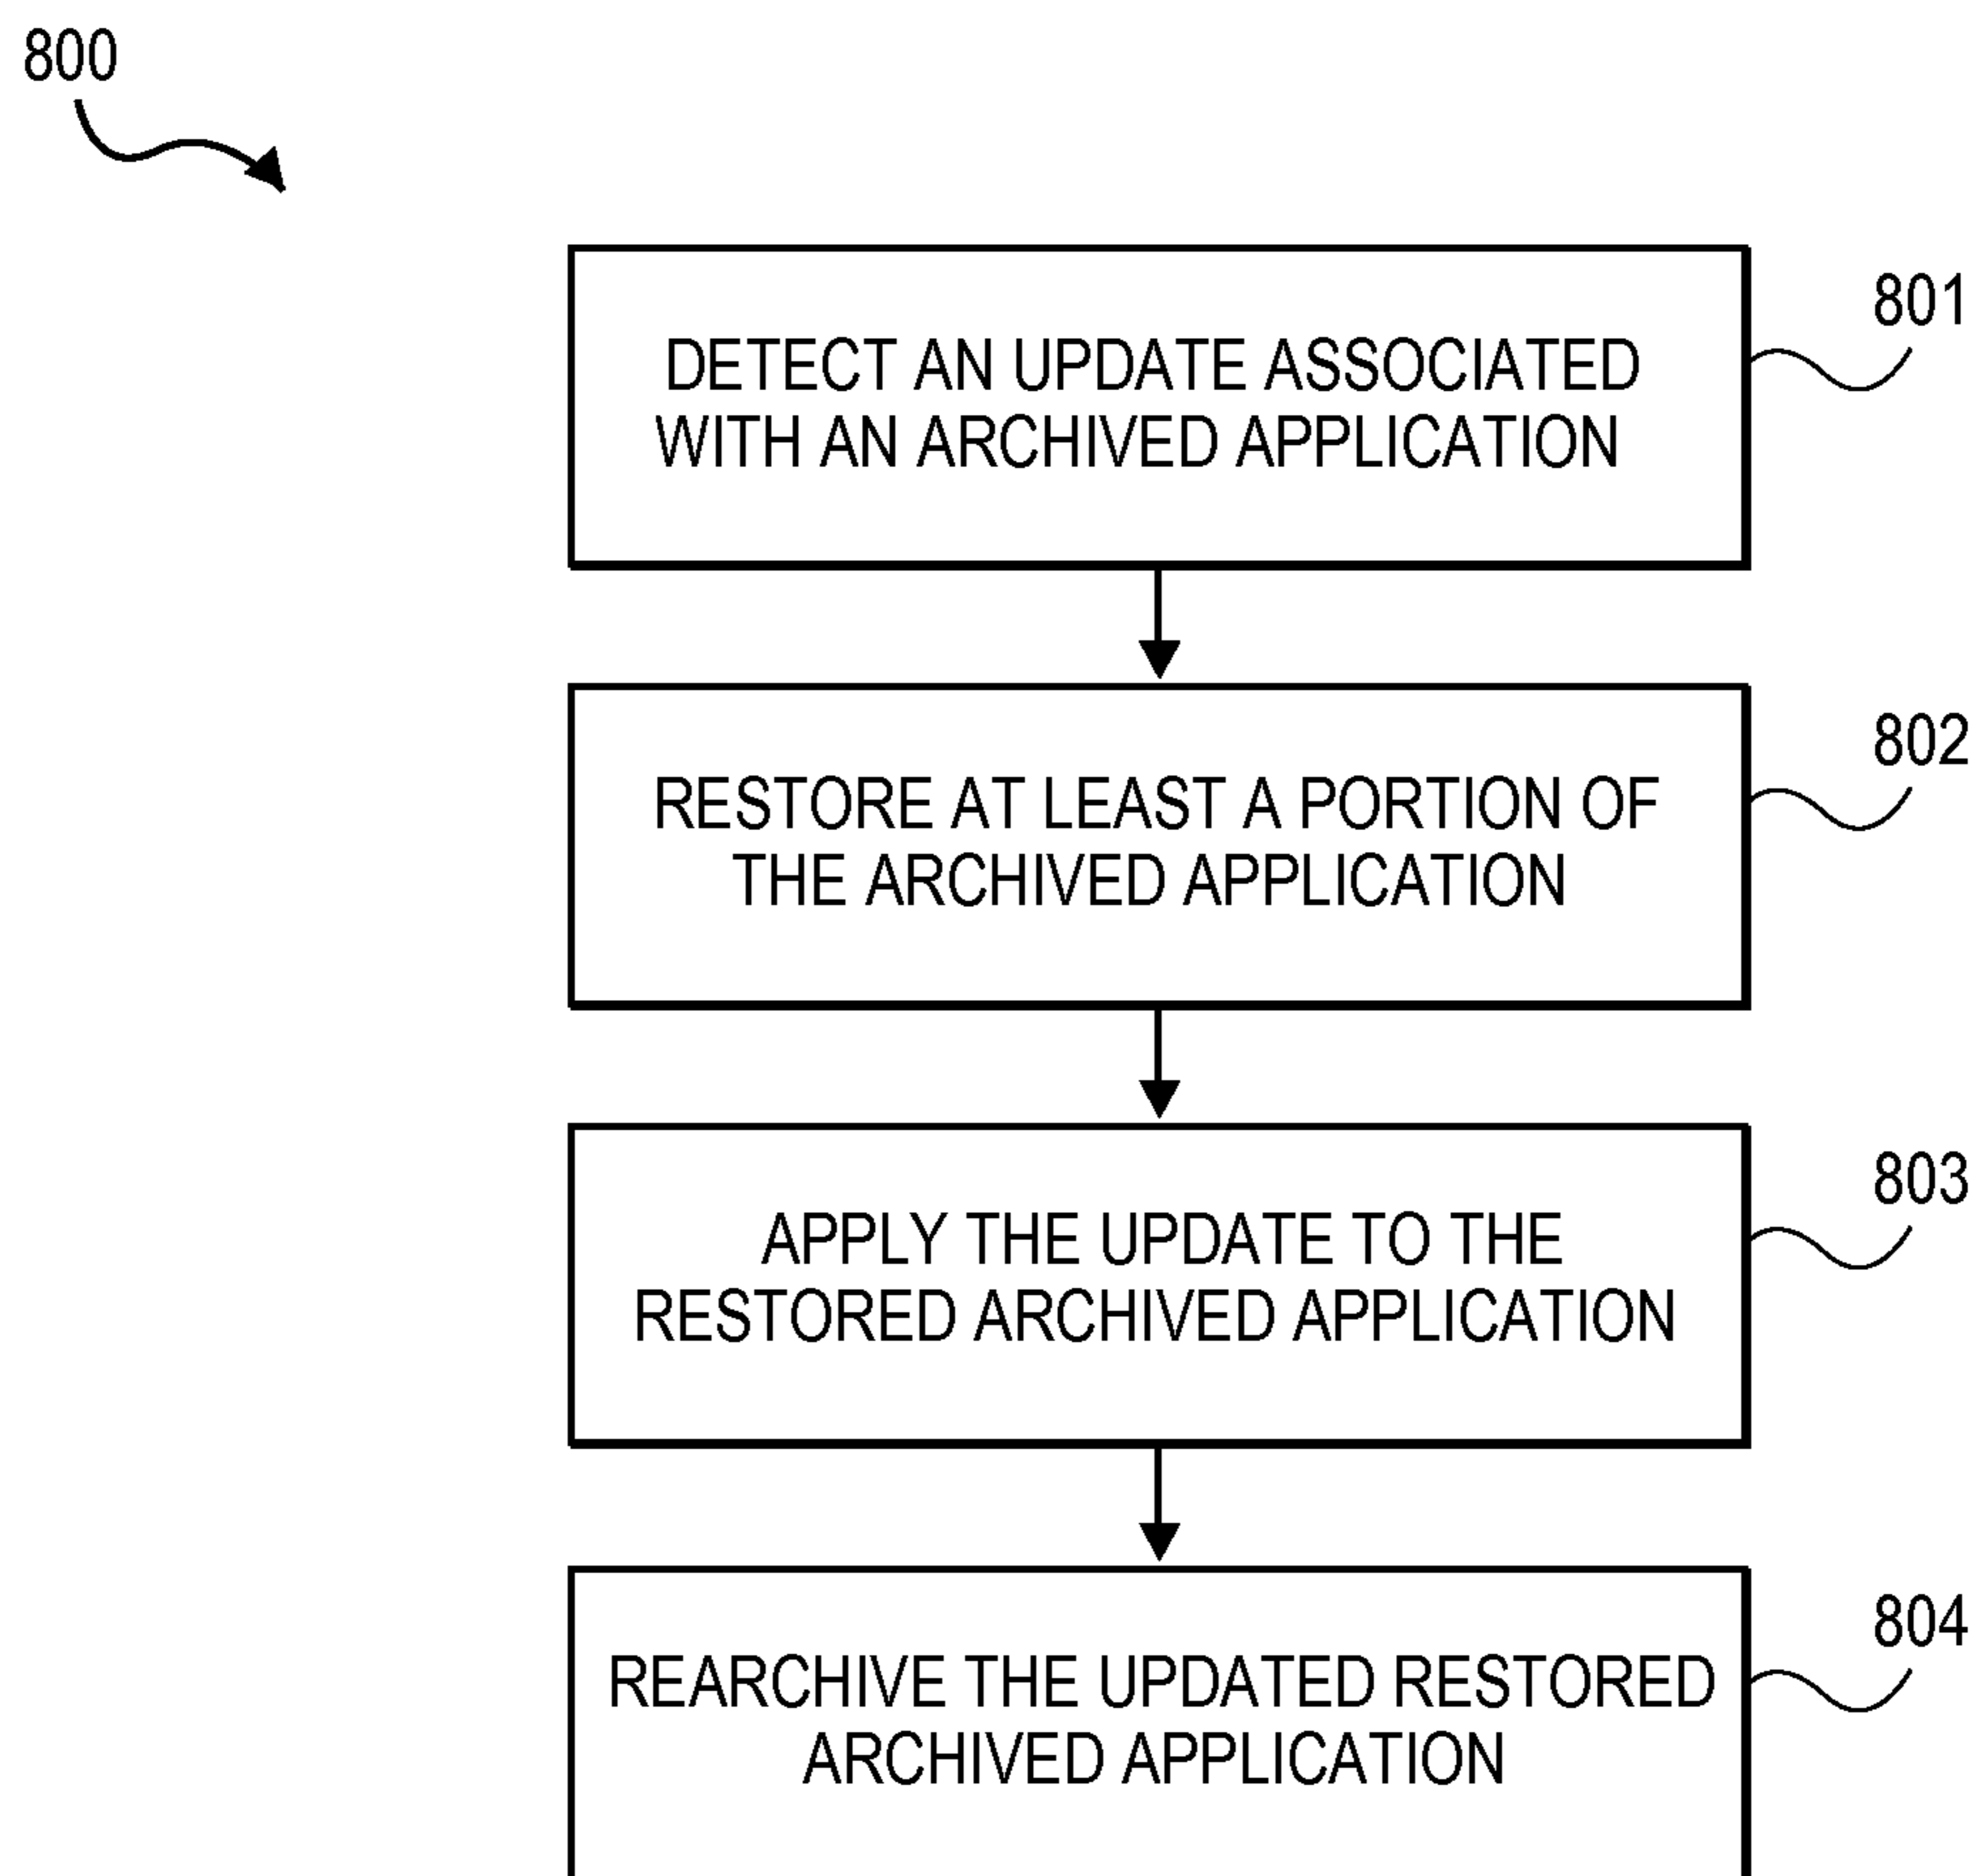 800
801
DETECT AN UPDATE ASSOCIATED
WITH AN ARCHIVED APPLICATION
802
RESTORE AT LEAST A PORTION OF
THE ARCHIVED APPLICATION
803
APPLY THE UPDATE TO THE
RESTORED ARCHIVED APPLICATION
804
REARCHIVE THE UPDATED RESTORED
ARCHIVED APPLICATION